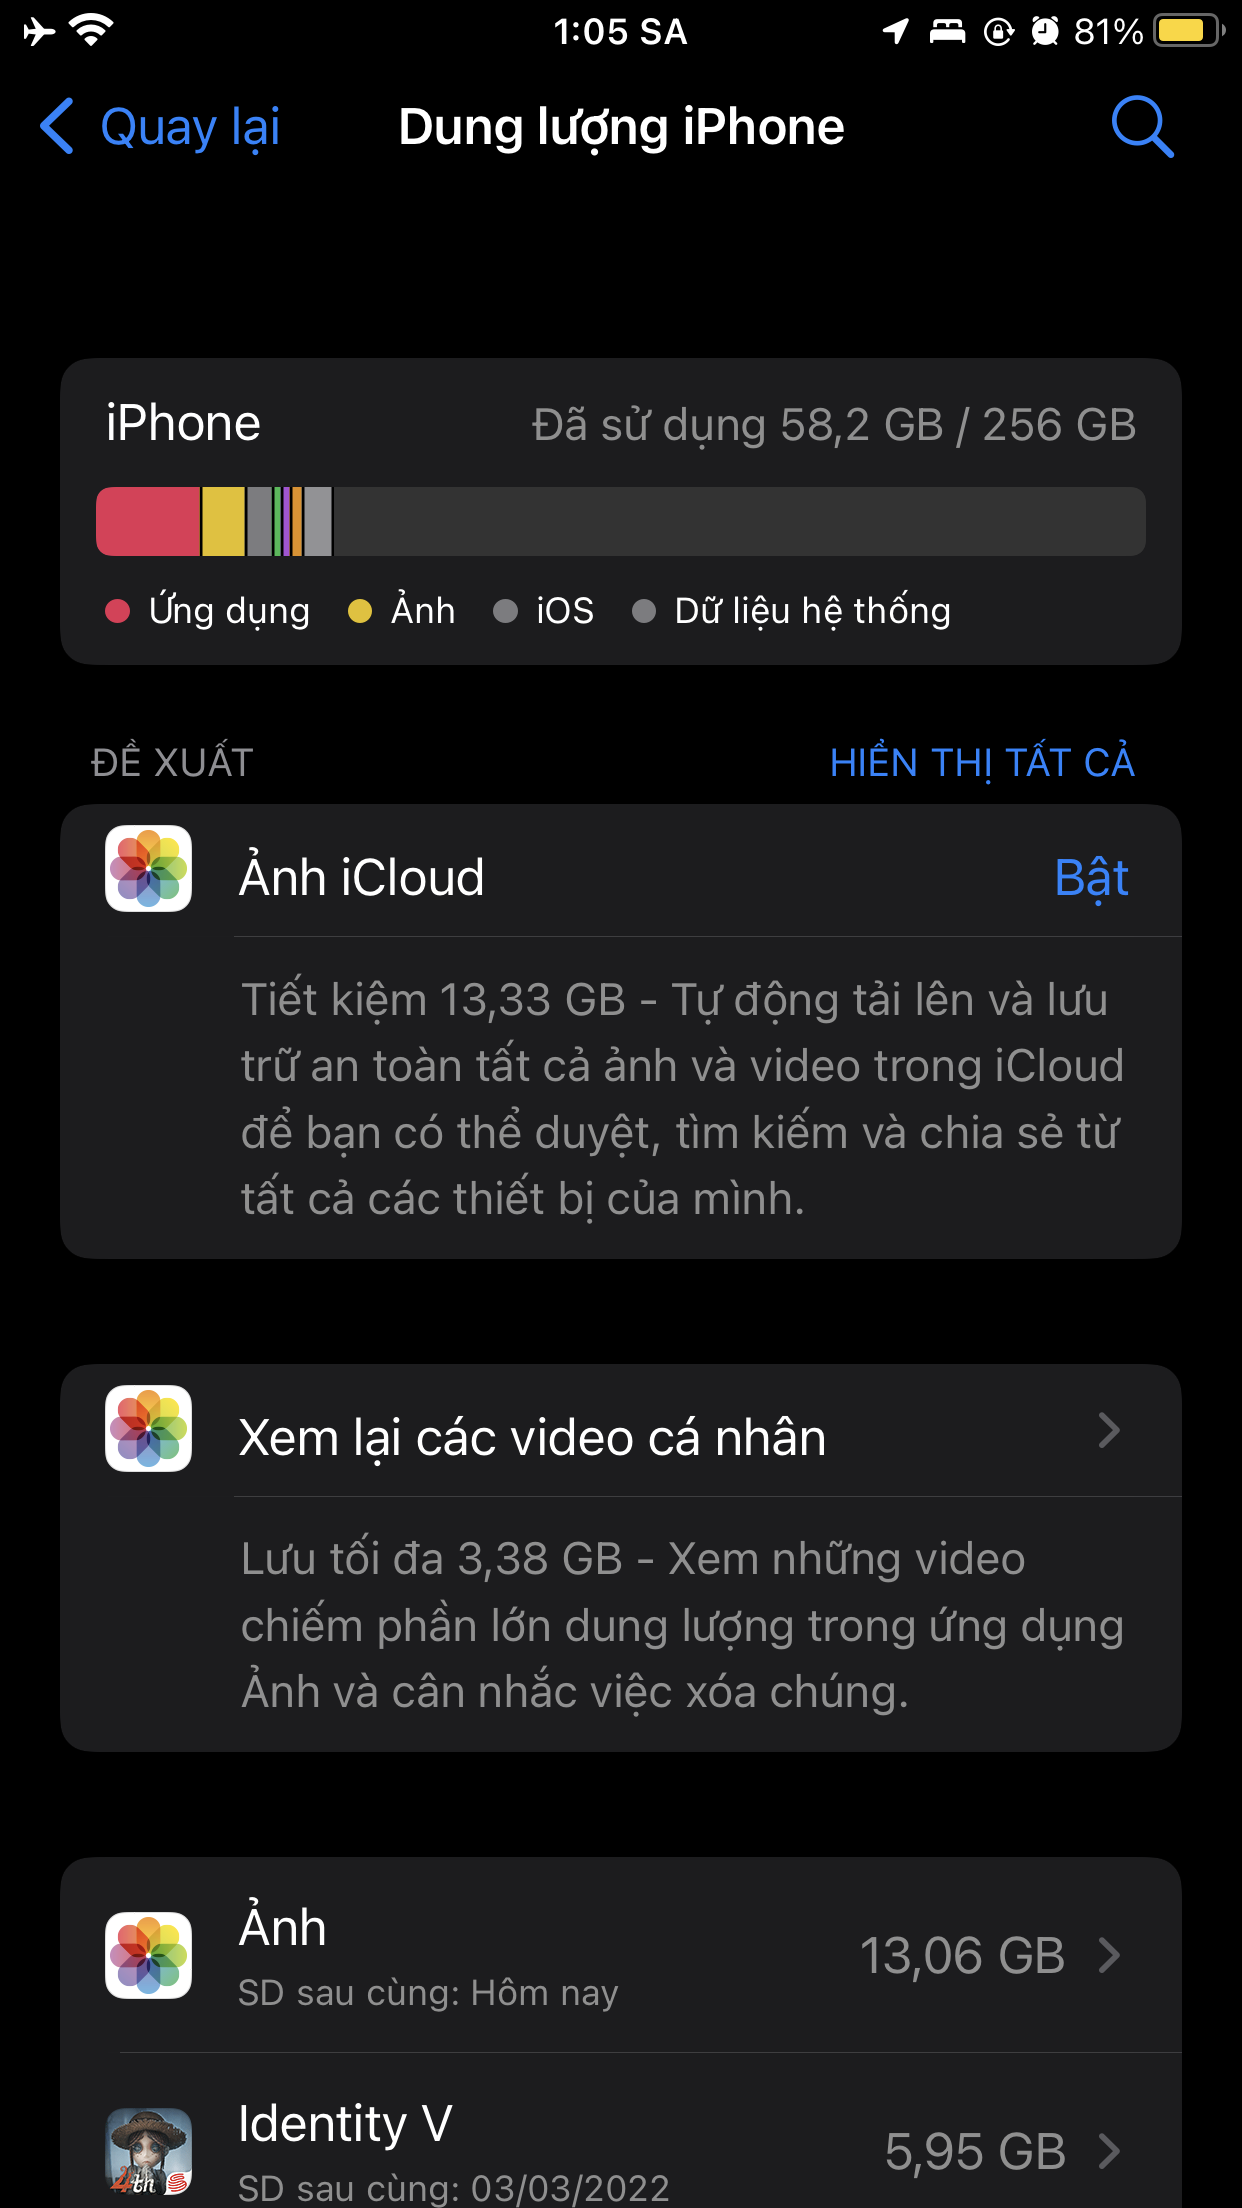 1:05 SA
81%
Quay lại
Dung lượng iPhone
iPhone
Đã sử dụng 58,2 GB / 256 GB
Ứng dụng
Ảnh
iOS
Dữ liệu hệ thống
ĐỀ XUẤT
HIỂN THỊ TẤT CẢ
Ảnh iCloud
Bật
Tiết kiệm 13,33 GB - Tự động tải lên và lưu
trữ an toàn tất cả ảnh và video trong iCloud
để bạn có thể duyệt, tìm kiếm và chia sẻ từ
tất cả các thiết bị của mình.
Xem lại các video cá nhân
Lưu tối đa 3,38 GB - Xem những video
chiếm phần lớn dung lượng trong ứng dụng
Ảnh và cân nhắc việc xóa chúng.
Ảnh
13,06 GB
SD sau cùng: Hôm nay
Identity V
5,95 GB
4th
SD sau cùng: 03/03/2022